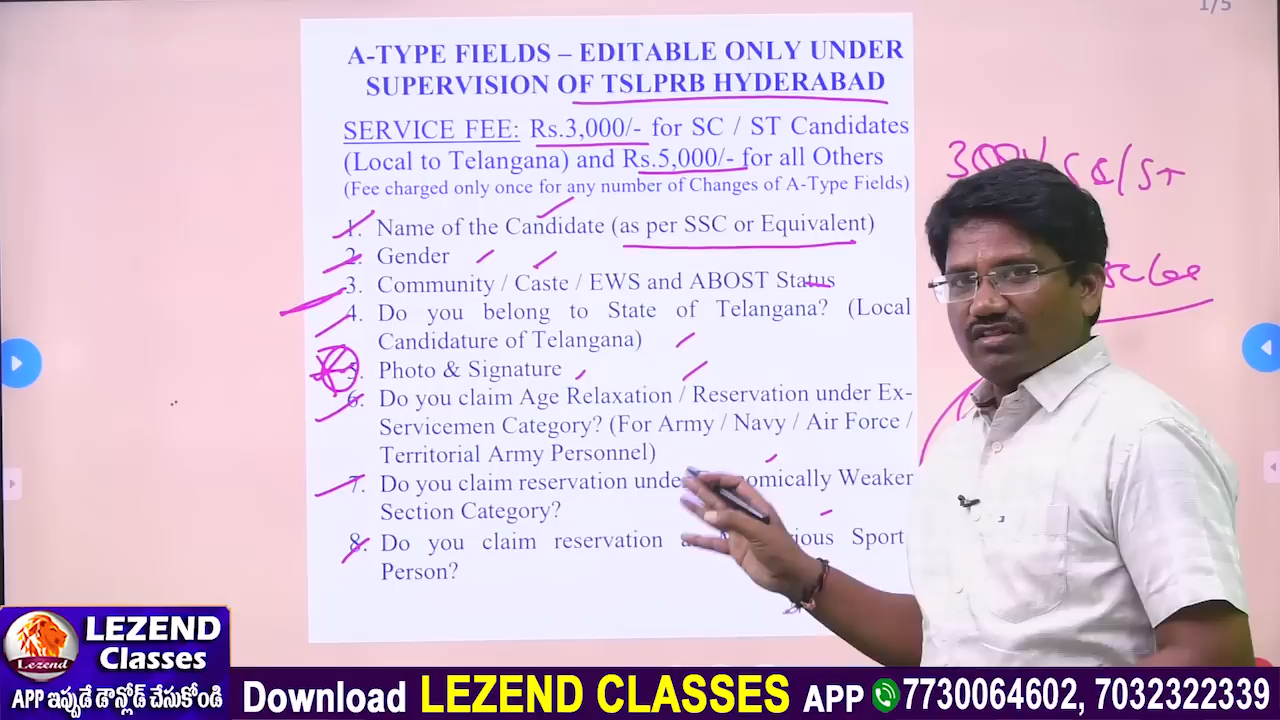 1/5
A-TYPE FIELDS – EDITABLE ONLY UNDER
SUPERVISION OF TSLPRB HYDERABAD
SERVICE FEE: Rs.3,000/- for SC / ST Candidates
(Local to Telangana) and Rs.5,000/- for all Others
(Fee charged only once for any number of Changes of A-Type Fields)
1. Name of the Candidate (as per SSC or Equivalent)
2. Gender
3. Community / Caste / EWS and ABOST Status
4. Do you belong to State of Telangana? (Local
Candidature of Telangana)
5. Photo & Signature
6. Do you claim Age Relaxation / Reservation under Ex-
Servicemen Category? (For Army / Navy / Air Force /
Territorial Army Personnel)
7. Do you claim reservation Weaker
Section Category?
8. Do you claim reservation Sport
Person?
SC/ST
LEZEND
Classes
Lezend
APP ఇప్పుడే డౌన్లోడ్ చేసుకోండి
Download LEZEND CLASSES APP 7730064602, 7032322339